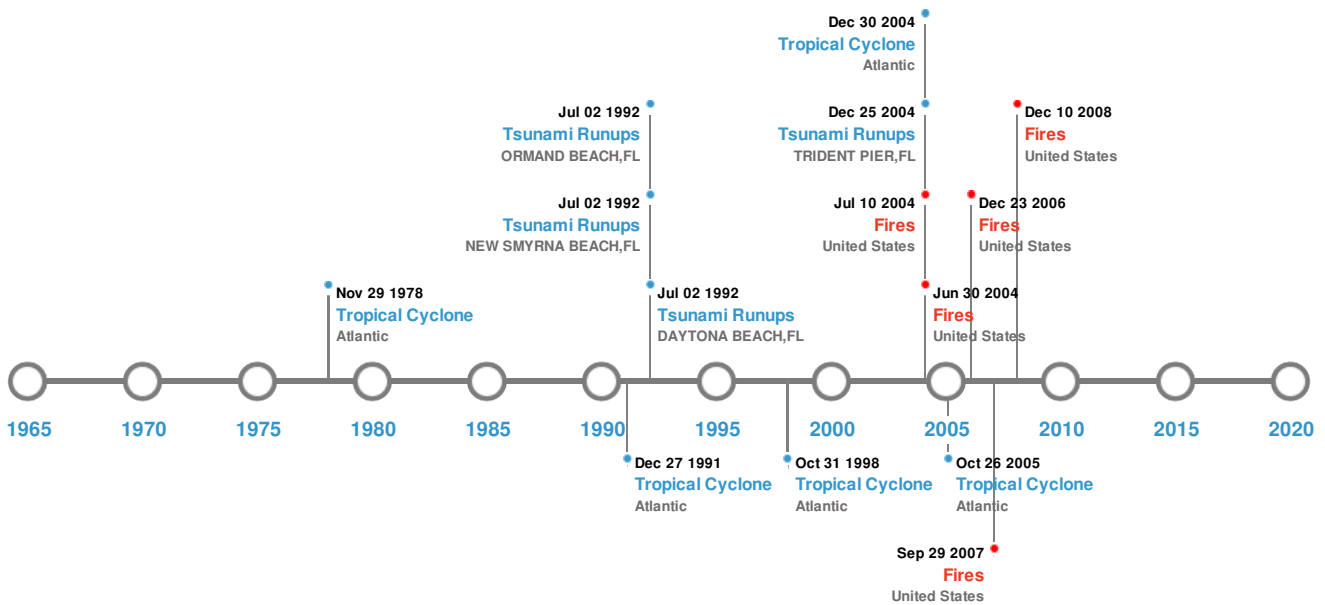 Dec 30 2004
Tropical Cyclone
Atlantic
Jul 02 1992
Tsunami Runups
ORMAND BEACH,FL
Dec 25 2004
Tsunami Runups
TRIDENT PIER,FL
Dec 10 2008
Fires
United States
Jul 02 1992
Tsunami Runups
NEW SMYRNA BEACH,FL
Jul 10 2004
Fires
United States
Dec 23 2006
Fires
United States
Nov 29 1978
Tropical Cyclone
Atlantic
Jul 02 1992
Tsunami Runups
DAYTONA BEACH,FL
Jun 30 2004
Fires
United States
1965 1970 1975 1980 1985 1990 1995 2000 2005 2010 2015 2020
Dec 27 1991
Tropical Cyclone
Atlantic
Oct 31 1998
Tropical Cyclone
Atlantic
Oct 26 2005
Tropical Cyclone
Atlantic
Sep 29 2007
Fires
United States